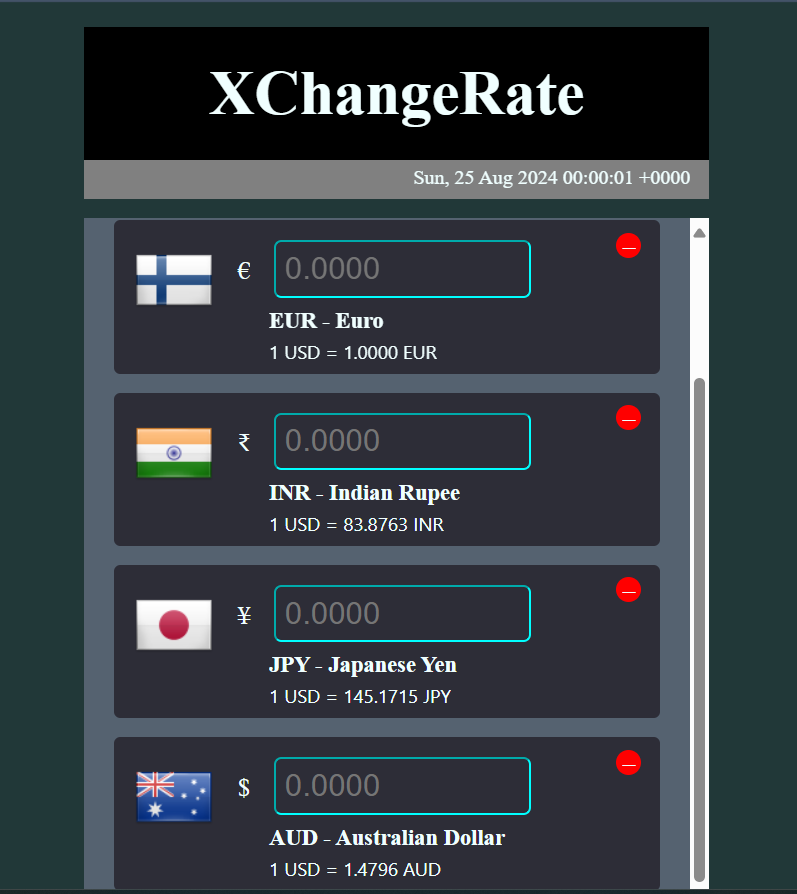 XChangeRate
Sun, 25 Aug 2024 00:00:01 +0000
€ 0.0000
EUR - Euro
1 USD = 1.0000 EUR
₹ 0.0000
INR - Indian Rupee
1 USD = 83.8763 INR
¥ 0.0000
JPY - Japanese Yen
1 USD = 145.1715 JPY
$ 0.0000
AUD - Australian Dollar
1 USD = 1.4796 AUD